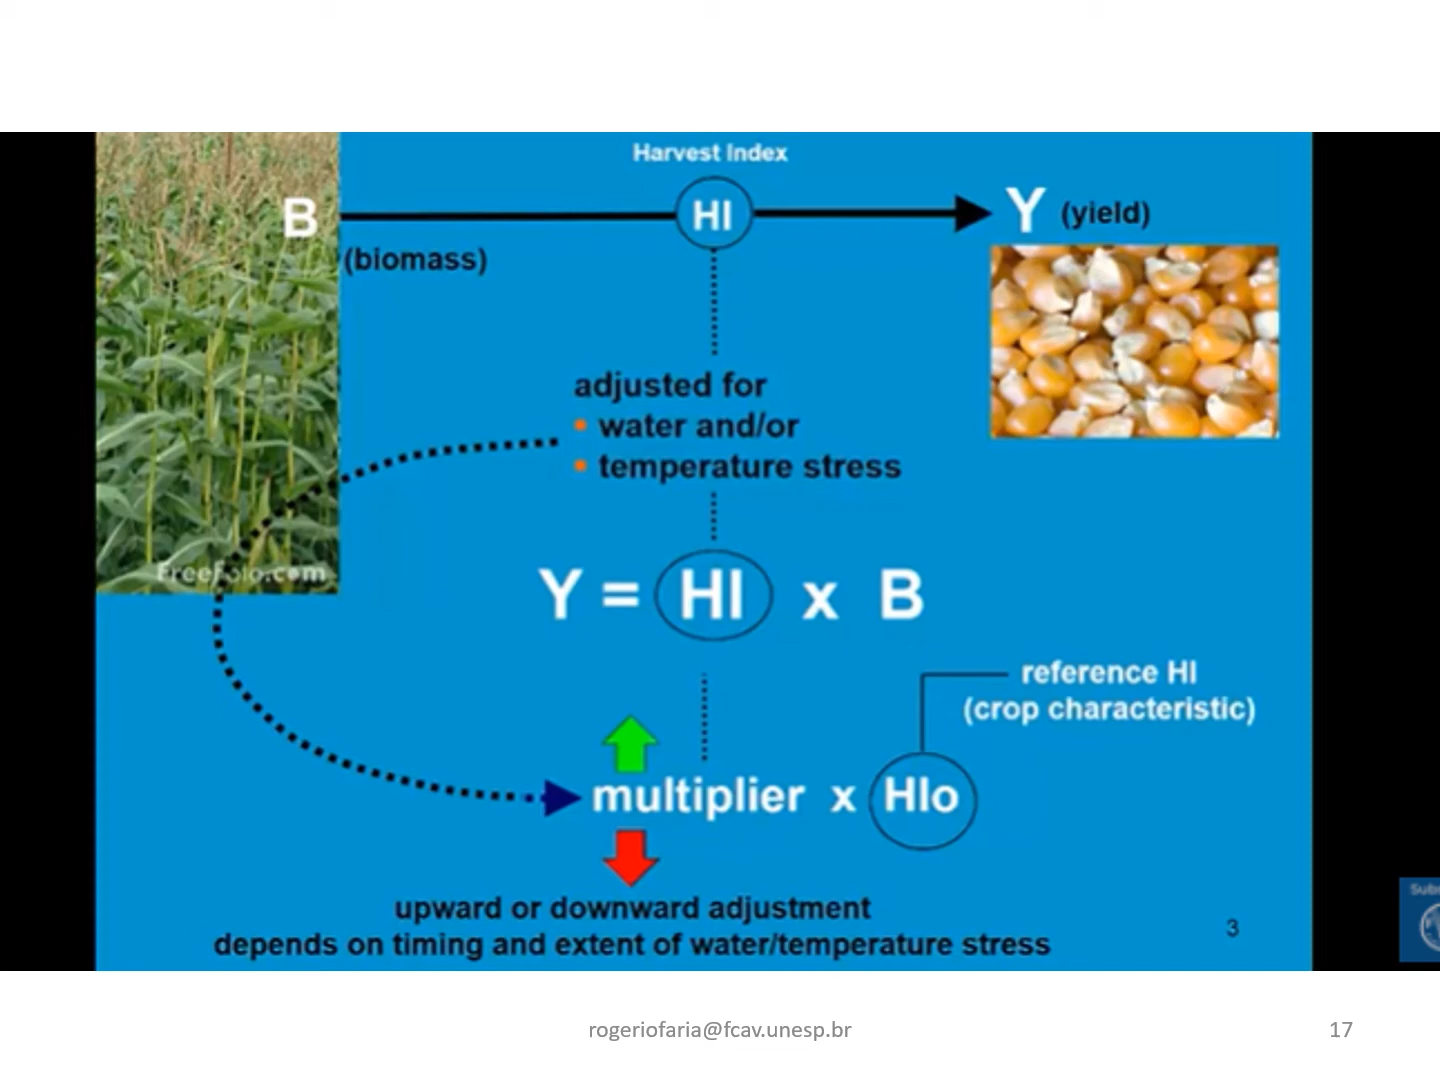 Harvest Index
B
HI
Y (yield)
(biomass)
adjusted for
• water and/or
• temperature stress
FreeFoto.com
Y = HI x B
reference HI
(crop characteristic)
multiplier x HIo
upward or downward adjustment
depends on timing and extent of water/temperature stress
3
rogeriofaria@fcav.unesp.br
17